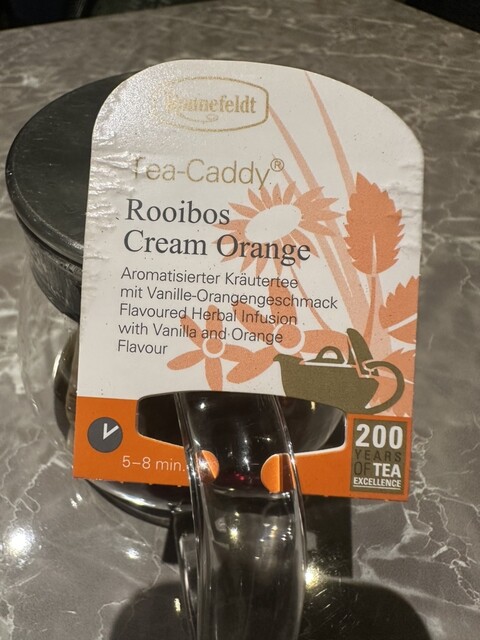 Ronnefeldt
Tea-Caddy®
Rooibos
Cream Orange
Aromatisierter Kräutertee
mit Vanille-Orangengeschmack
Flavoured Herbal Infusion
with Vanilla and Orange
Flavour
5–8 min.
200
YEARS
OF TEA
EXCELLENCE